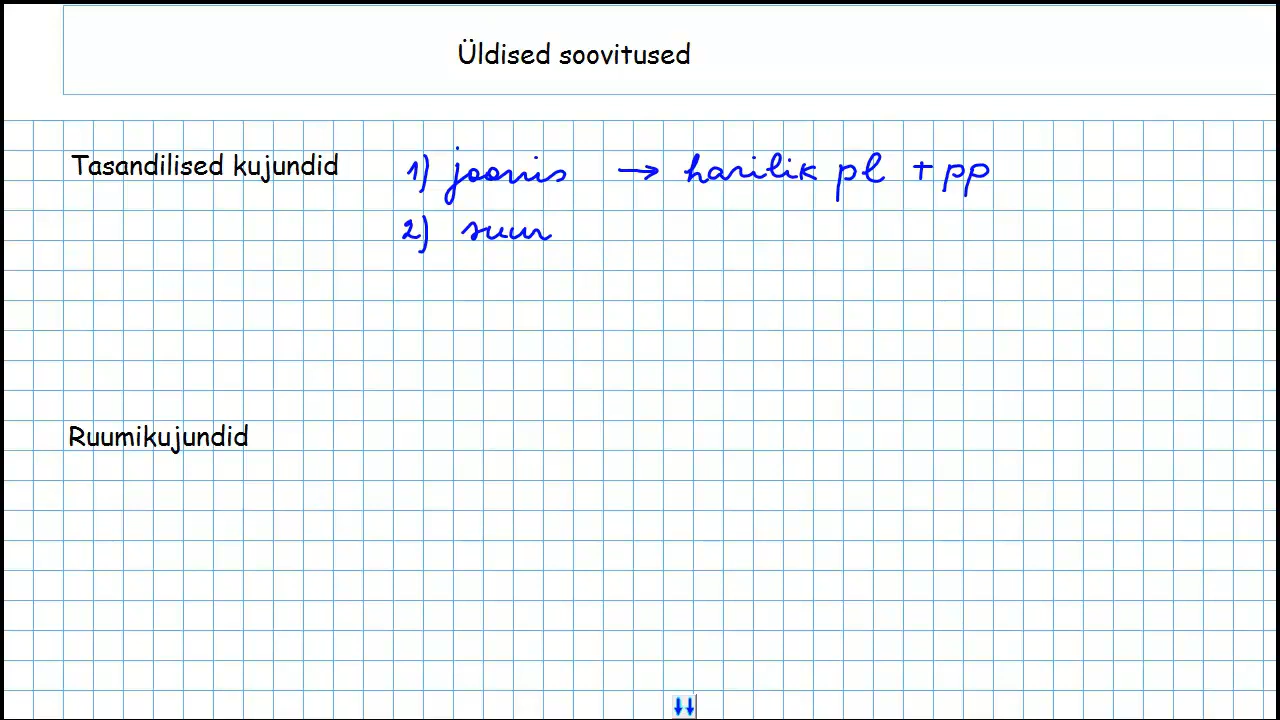 Üldised soovitused
Tasandilised kujundid 1) joonis → harilik pl + pp
2) suur
Ruumikujundid